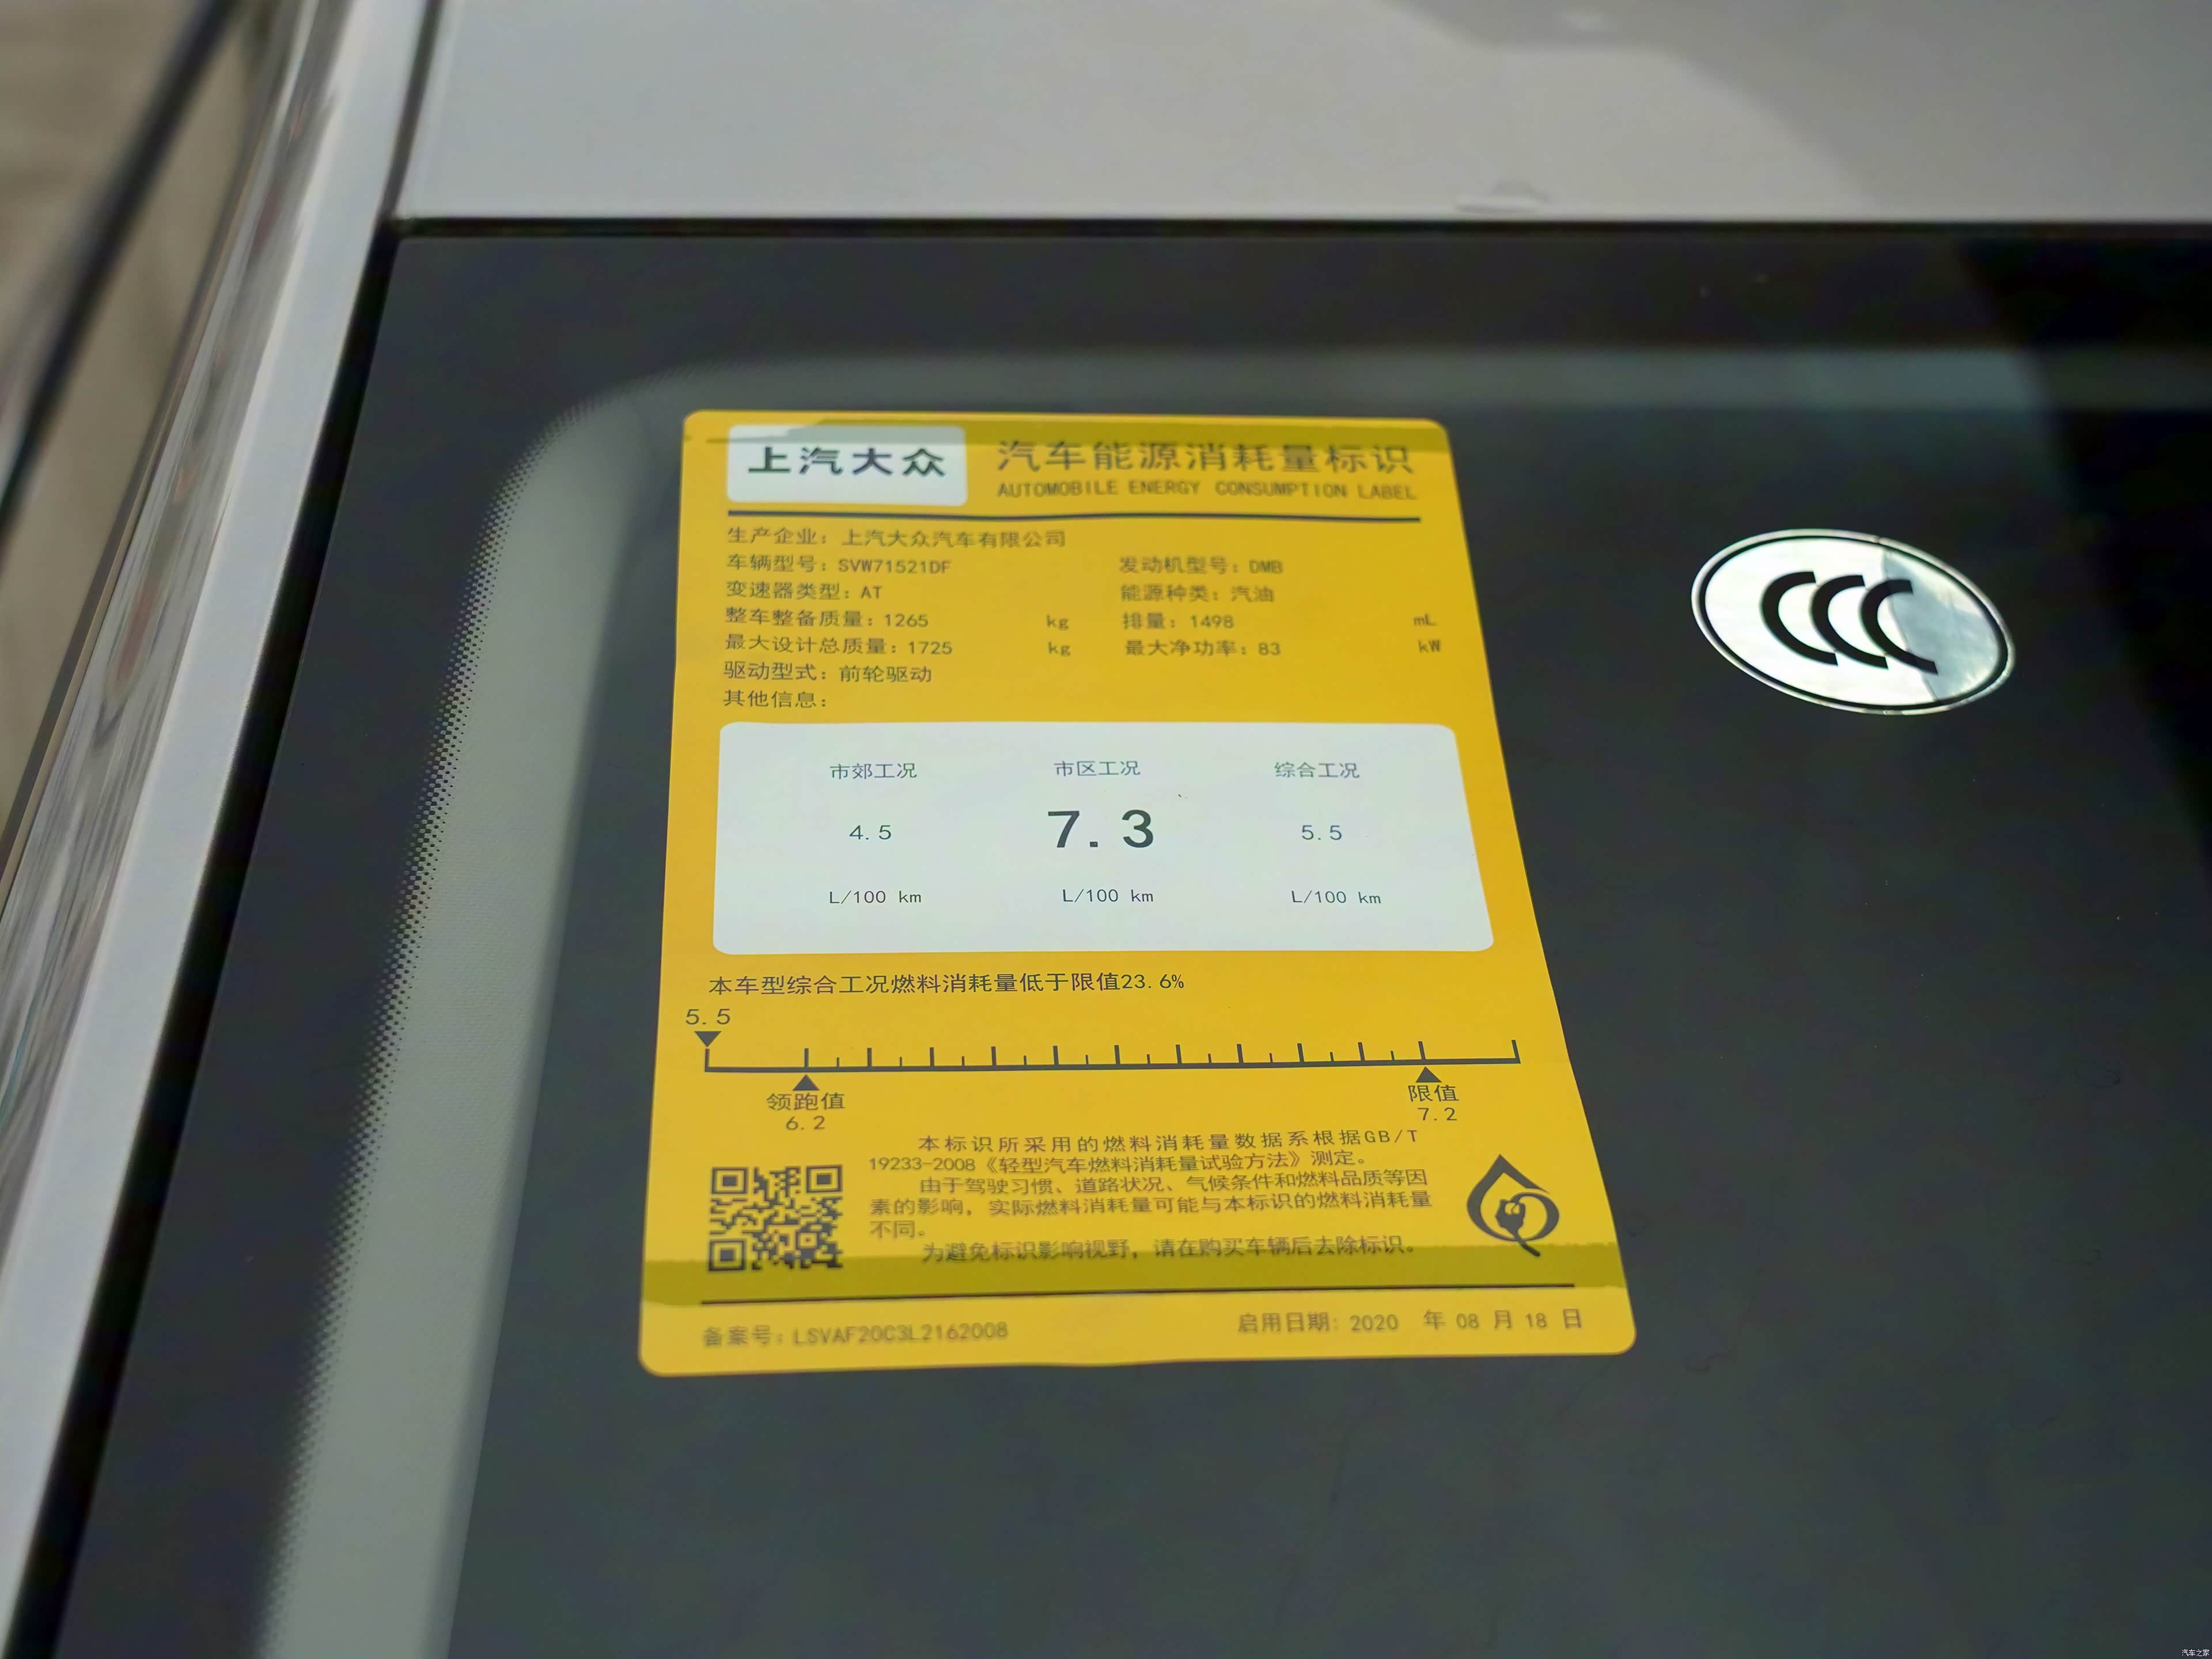 上汽大众 汽车能源消耗量标识
AUTOMOBILE ENERGY CONSUMPTION LABEL
生产企业：上汽大众汽车有限公司
车辆型号：SVW71521DF 发动机型号：DMB
变速器类型：AT 能源种类：汽油
整车整备质量：1265 kg 排量：1498 mL
最大设计总质量：1725 kg 最大净功率：83 kW
驱动型式：前轮驱动
其他信息：
市郊工况 市区工况 综合工况
4.5 7.3 5.5
L/100 km L/100 km L/100 km
本车型综合工况燃料消耗量低于限值23.6%
5.5
领跑值 限值
6.2 7.2
本标识所采用的燃料消耗量数据系根据GB/T
19233-2008《轻型汽车燃料消耗量试验方法》测定。
由于驾驶习惯、道路状况、气候条件和燃料品质等因
素的影响，实际燃料消耗量可能与本标识的燃料消耗量
不同。
为避免标识影响视野，请在购买车辆后去除标识。
备案号：LSVAF20C3L2162008 启用日期：2020 年 08 月 18 日
CCC
汽车之家